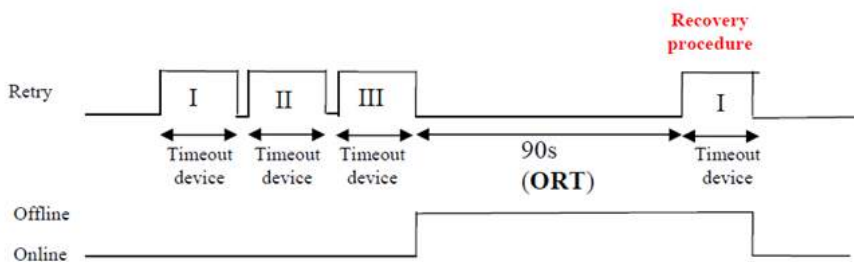 Recovery
procedure
Retry
I
II
III
I
Timeout
device
Timeout
device
Timeout
device
90s
(ORT)
Timeout
device
Offline
Online